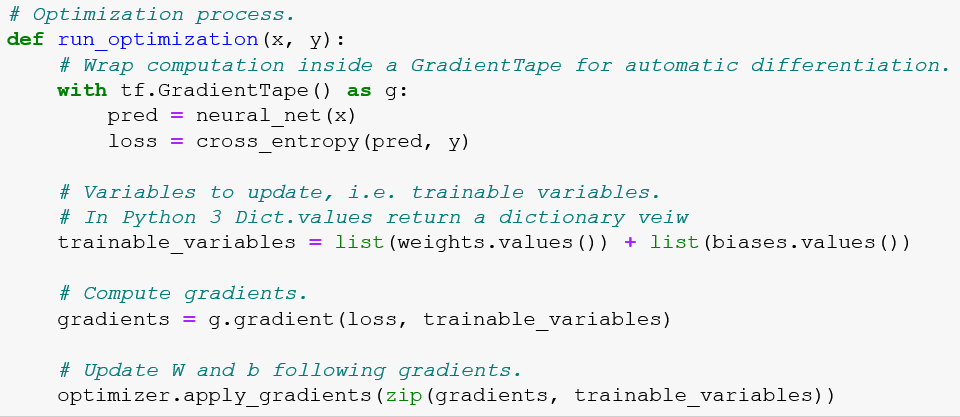 # Optimization process.
def run_optimization(x, y):
    # Wrap computation inside a GradientTape for automatic differentiation.
    with tf.GradientTape() as g:
        pred = neural_net(x)
        loss = cross_entropy(pred, y)

    # Variables to update, i.e. trainable variables.
    # In Python 3 Dict.values return a dictionary veiw
    trainable_variables = list(weights.values()) + list(biases.values())

    # Compute gradients.
    gradients = g.gradient(loss, trainable_variables)

    # Update W and b following gradients.
    optimizer.apply_gradients(zip(gradients, trainable_variables))